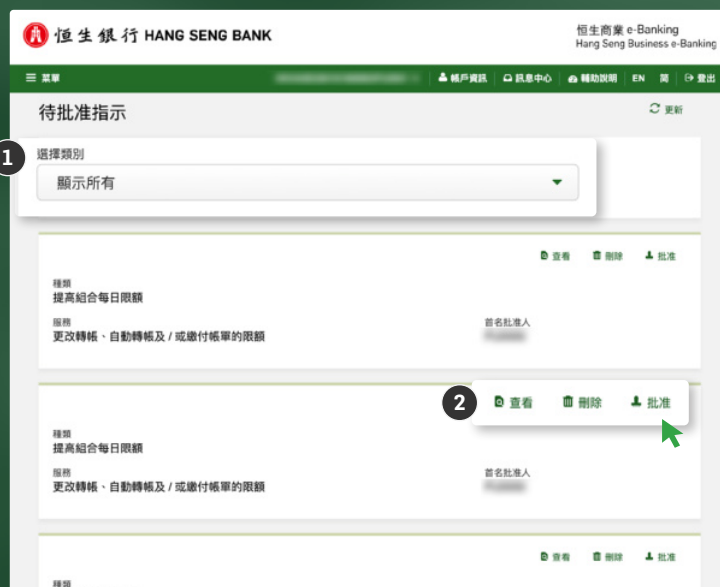 恒生銀行 HANG SENG BANK
恒生商業 e-Banking
Hang Seng Business e-Banking
菜單
帳戶資訊 訊息中心 輔助說明 EN 简 登出
待批准指示
更新
1
選擇類別
顯示所有
查看 刪除 批准
種類
提高組合每日限額
服務
更改轉帳、自動轉帳及 / 或繳付帳單的限額
首名批准人
2 查看 刪除 批准
種類
提高組合每日限額
服務
更改轉帳、自動轉帳及 / 或繳付帳單的限額
首名批准人
查看 刪除 批准
種類